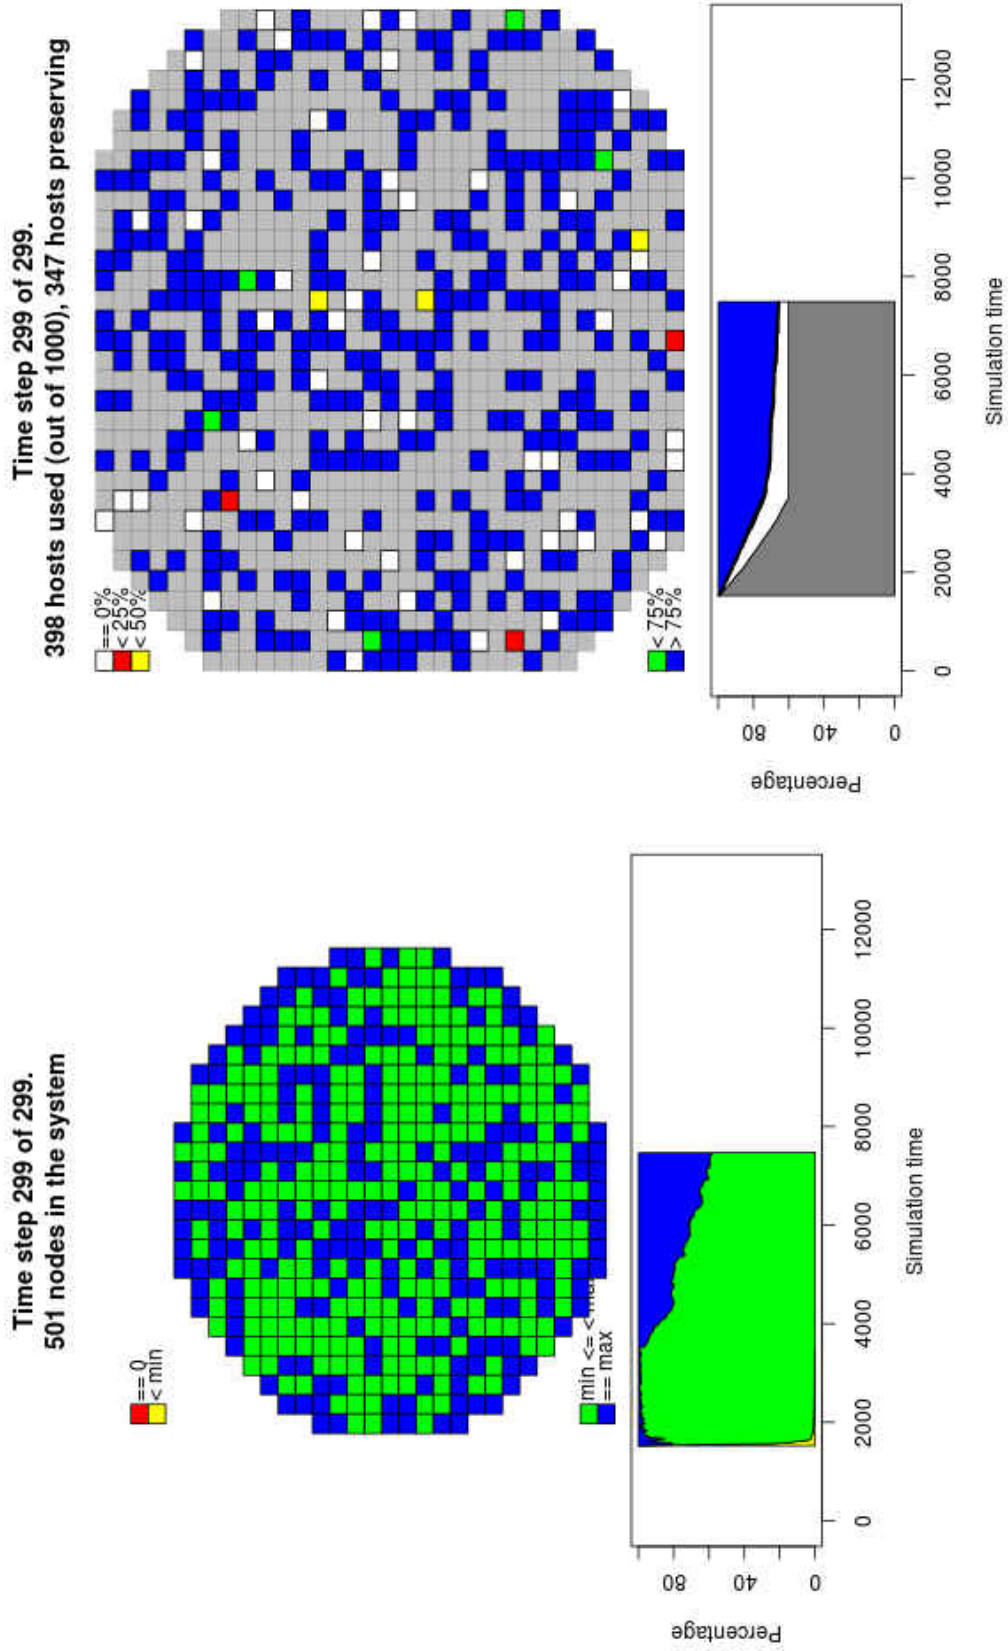 Time step 299 of 299.
501 nodes in the system
== 0
< min
min <= < 
== max
Percentage
0
40
80
0
2000
4000
6000
8000
10000
12000
Simulation time
Time step 299 of 299.
398 hosts used (out of 1000), 347 hosts preserving
== 0%
< 25%
< 50%
< 75%
> 75%
Percentage
0
40
80
0
2000
4000
6000
8000
10000
12000
Simulation time